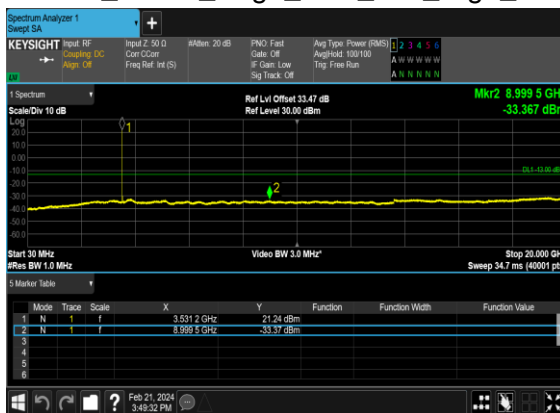 Spectrum Analyzer 1
Swept SA
KEYSIGHT
Input: RF
Coupling: DC
Align: Off
Input Z: 50 Ω
Corr CCorr
Freq Ref: Int (S)
#Atten: 20 dB
PNO: Fast
Gate: Off
IF Gain: Low
Sig Track: Off
Avg Type: Power (RMS)
Avg|Hold: 100/100
Trig: Free Run
1 2 3 4 5 6
A W W W W W
A N N N N N
LU
1 Spectrum
Scale/Div 10 dB
Ref Lvl Offset 33.47 dB
Ref Level 30.00 dBm
Mkr2 8.999 5 GH
-33.367 dB
Log
20.0
10.0
0.00
-10.0
-20.0
-30.0
-40.0
-50.0
-60.0
1
2
DL1 -13.00 dB
Start 30 MHz
#Res BW 1.0 MHz
Video BW 3.0 MHz*
Stop 20.000 GH
Sweep 34.7 ms (40001 pt
5 Marker Table
Mode Trace Scale X Y Function Function Width Function Value
1 N 1 f 3.531 2 GHz 21.24 dBm
2 N 1 f 8.999 5 GHz -33.37 dBm
3
4
5
6
?
Feb 21, 2024
3:49:32 PM